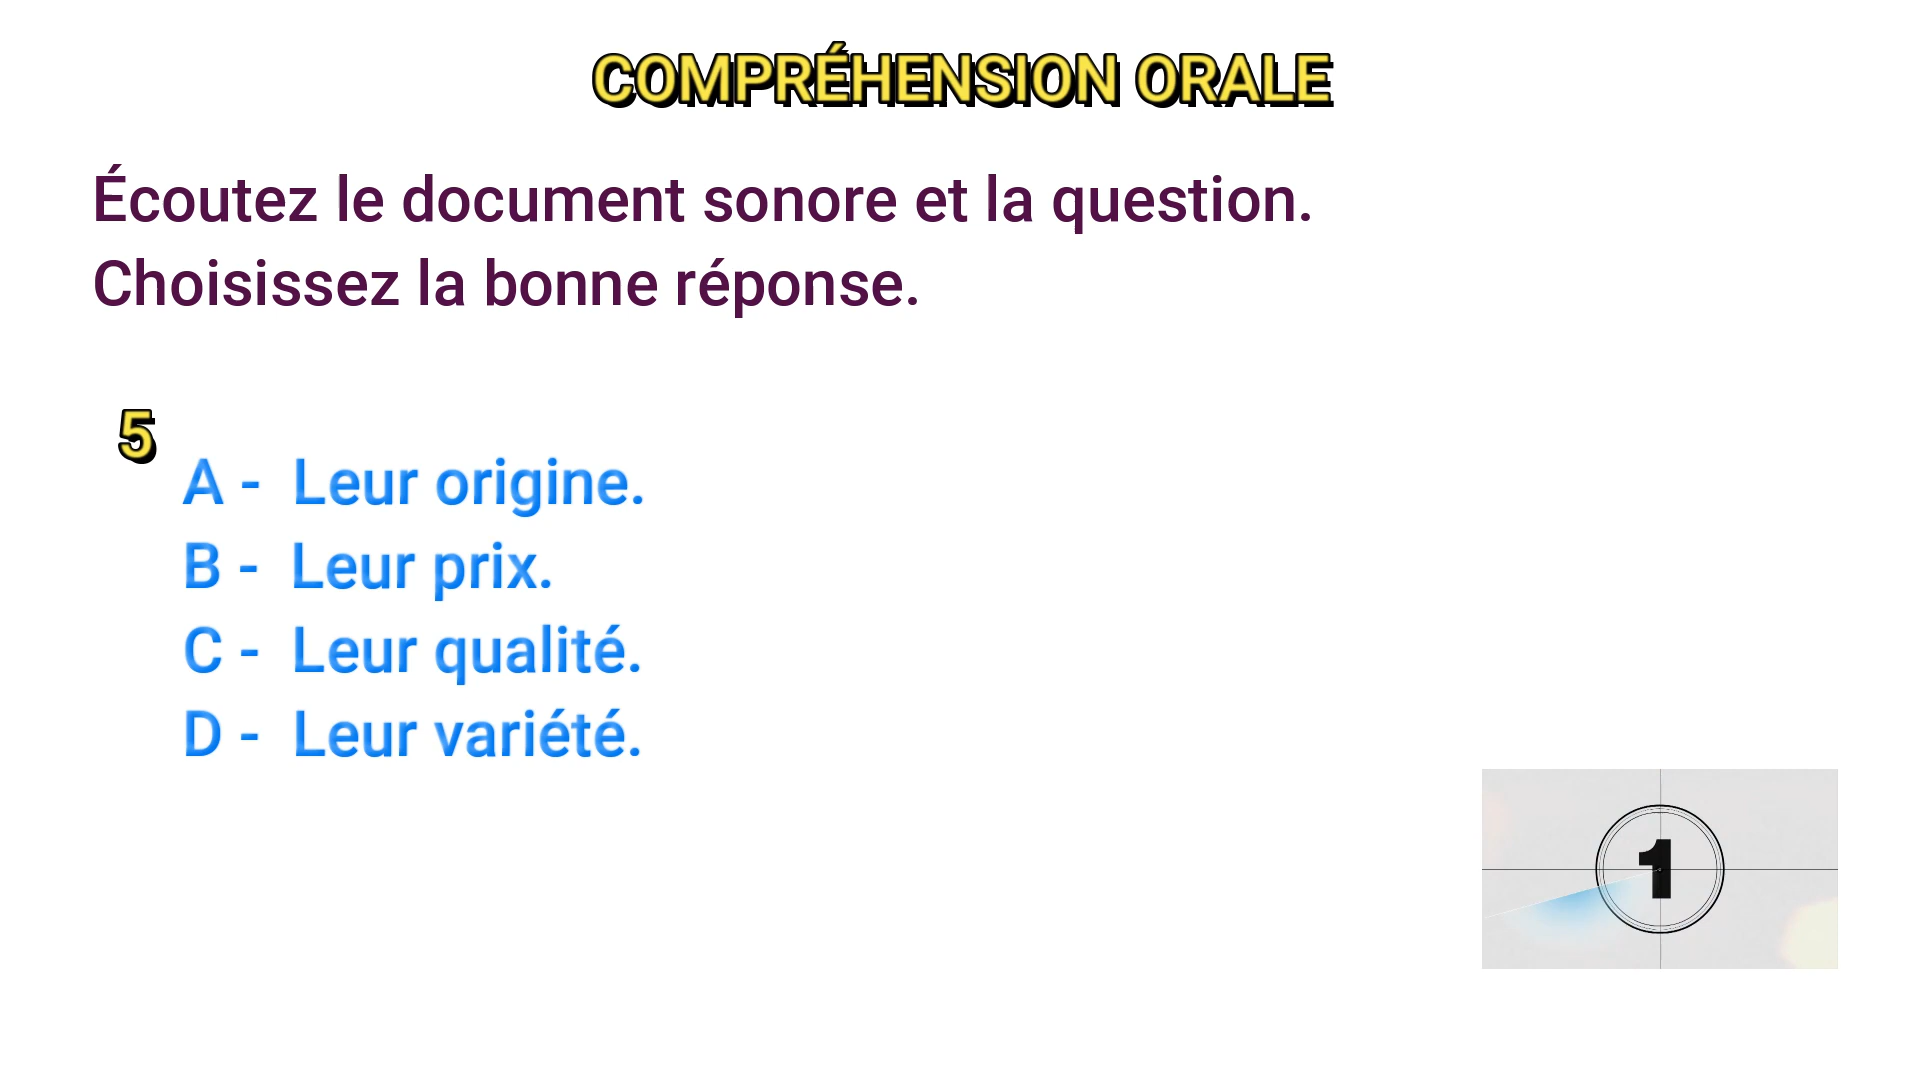 COMPRÉHENSION ORALE
Écoutez le document sonore et la question.
Choisissez la bonne réponse.
5
A - Leur origine.
B - Leur prix.
C - Leur qualité.
D - Leur variété.
1